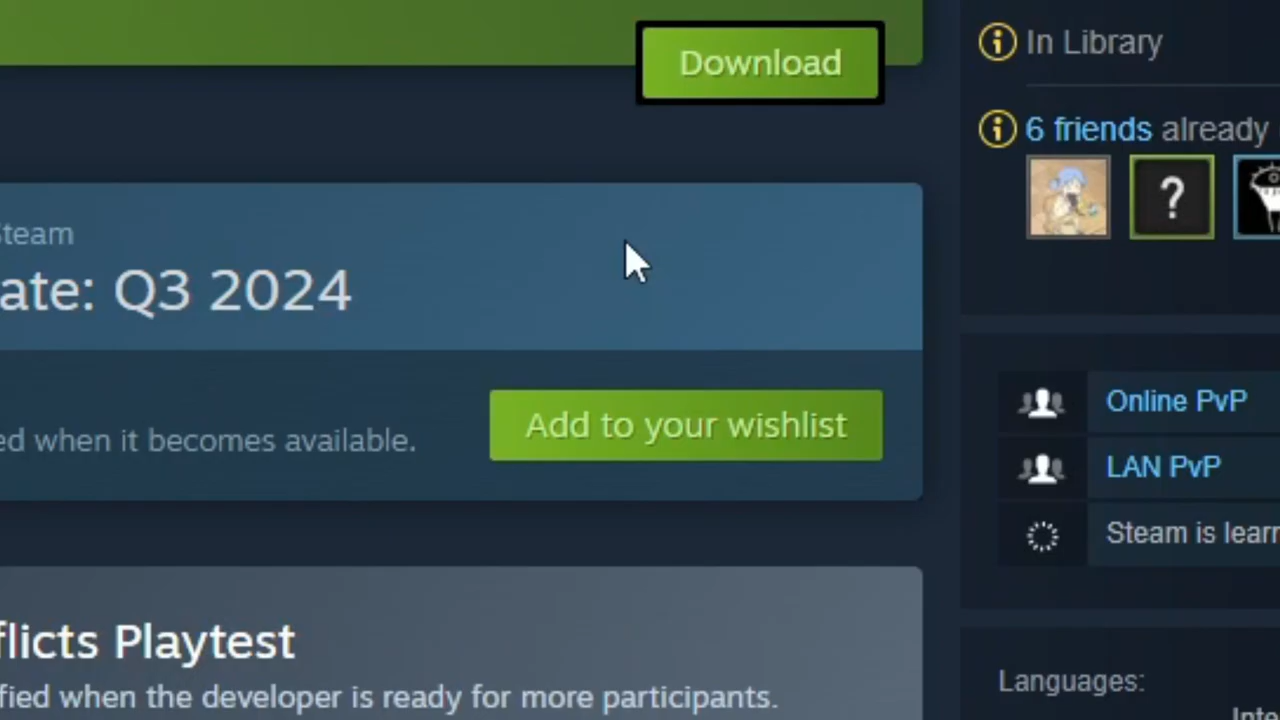 Download
In Library
6 friends already
?
Steam
ate: Q3 2024
ed when it becomes available.
Add to your wishlist
Online PvP
LAN PvP
Steam is learn
flicts Playtest
fied when the developer is ready for more participants.
Languages: